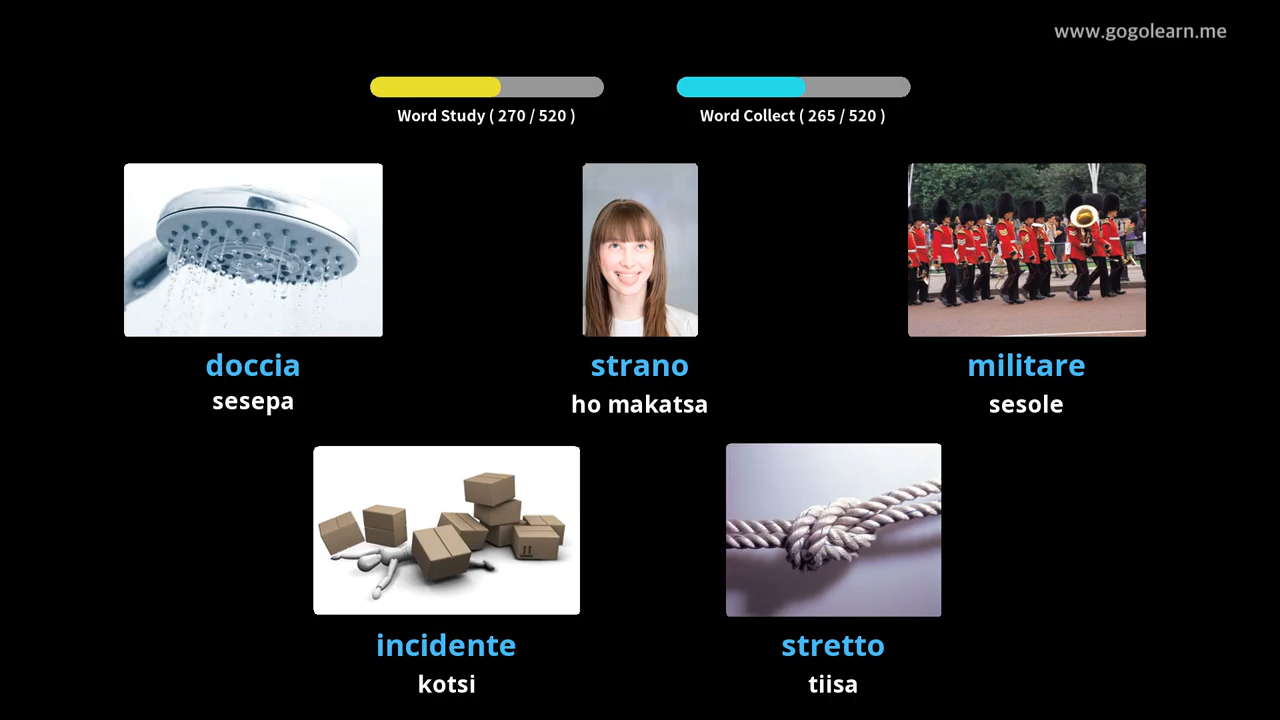 www.gogolearn.me
Word Study ( 270 / 520 )
Word Collect ( 265 / 520 )
doccia
strano
militare
sesepa
ho makatsa
sesole
incidente
stretto
kotsi
tiisa